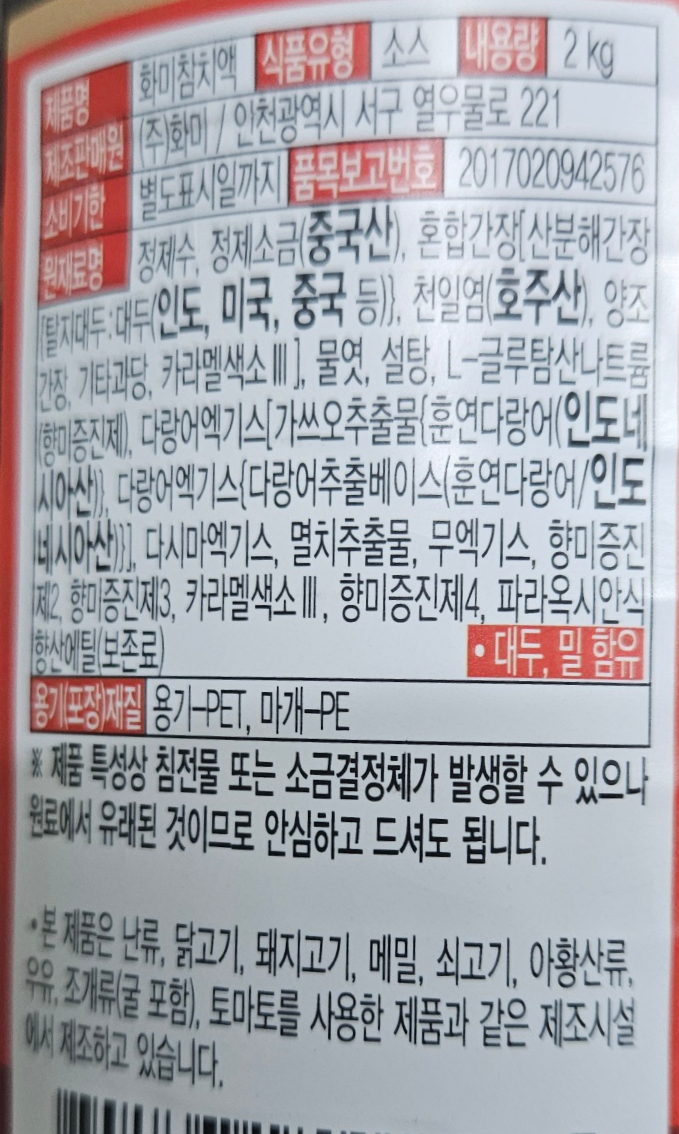 제품명 화미참치액 식품유형 소스 내용량 2 kg
제조판매원 (주)화미 / 인천광역시 서구 열우물로 221
소비기한 별도표시일까지 품목보고번호 2017020942576
원재료명 정제수, 정제소금(중국산), 혼합간장[산분해간장
{탈지대두:대두(인도, 미국, 중국 등)}, 천일염(호주산), 양조
간장, 기타과당, 카라멜색소Ⅲ], 물엿, 설탕, L-글루탐산나트륨
(향미증진제), 다랑어엑기스[가쓰오추출물{훈연다랑어(인도네
시아산)}, 다랑어엑기스{다랑어추출베이스(훈연다랑어/인도
네시아산)}], 다시마엑기스, 멸치추출물, 무엑기스, 향미증진
제2, 향미증진제3, 카라멜색소Ⅲ, 향미증진제4, 파라옥시안식
향산에틸(보존료) • 대두, 밀 함유
용기(포장)재질 용기-PET, 마개-PE
※ 제품 특성상 침전물 또는 소금결정체가 발생할 수 있으나
원료에서 유래된 것이므로 안심하고 드셔도 됩니다.
• 본 제품은 난류, 닭고기, 돼지고기, 메밀, 쇠고기, 아황산류,
우유, 조개류(굴 포함), 토마토를 사용한 제품과 같은 제조시설
에서 제조하고 있습니다.